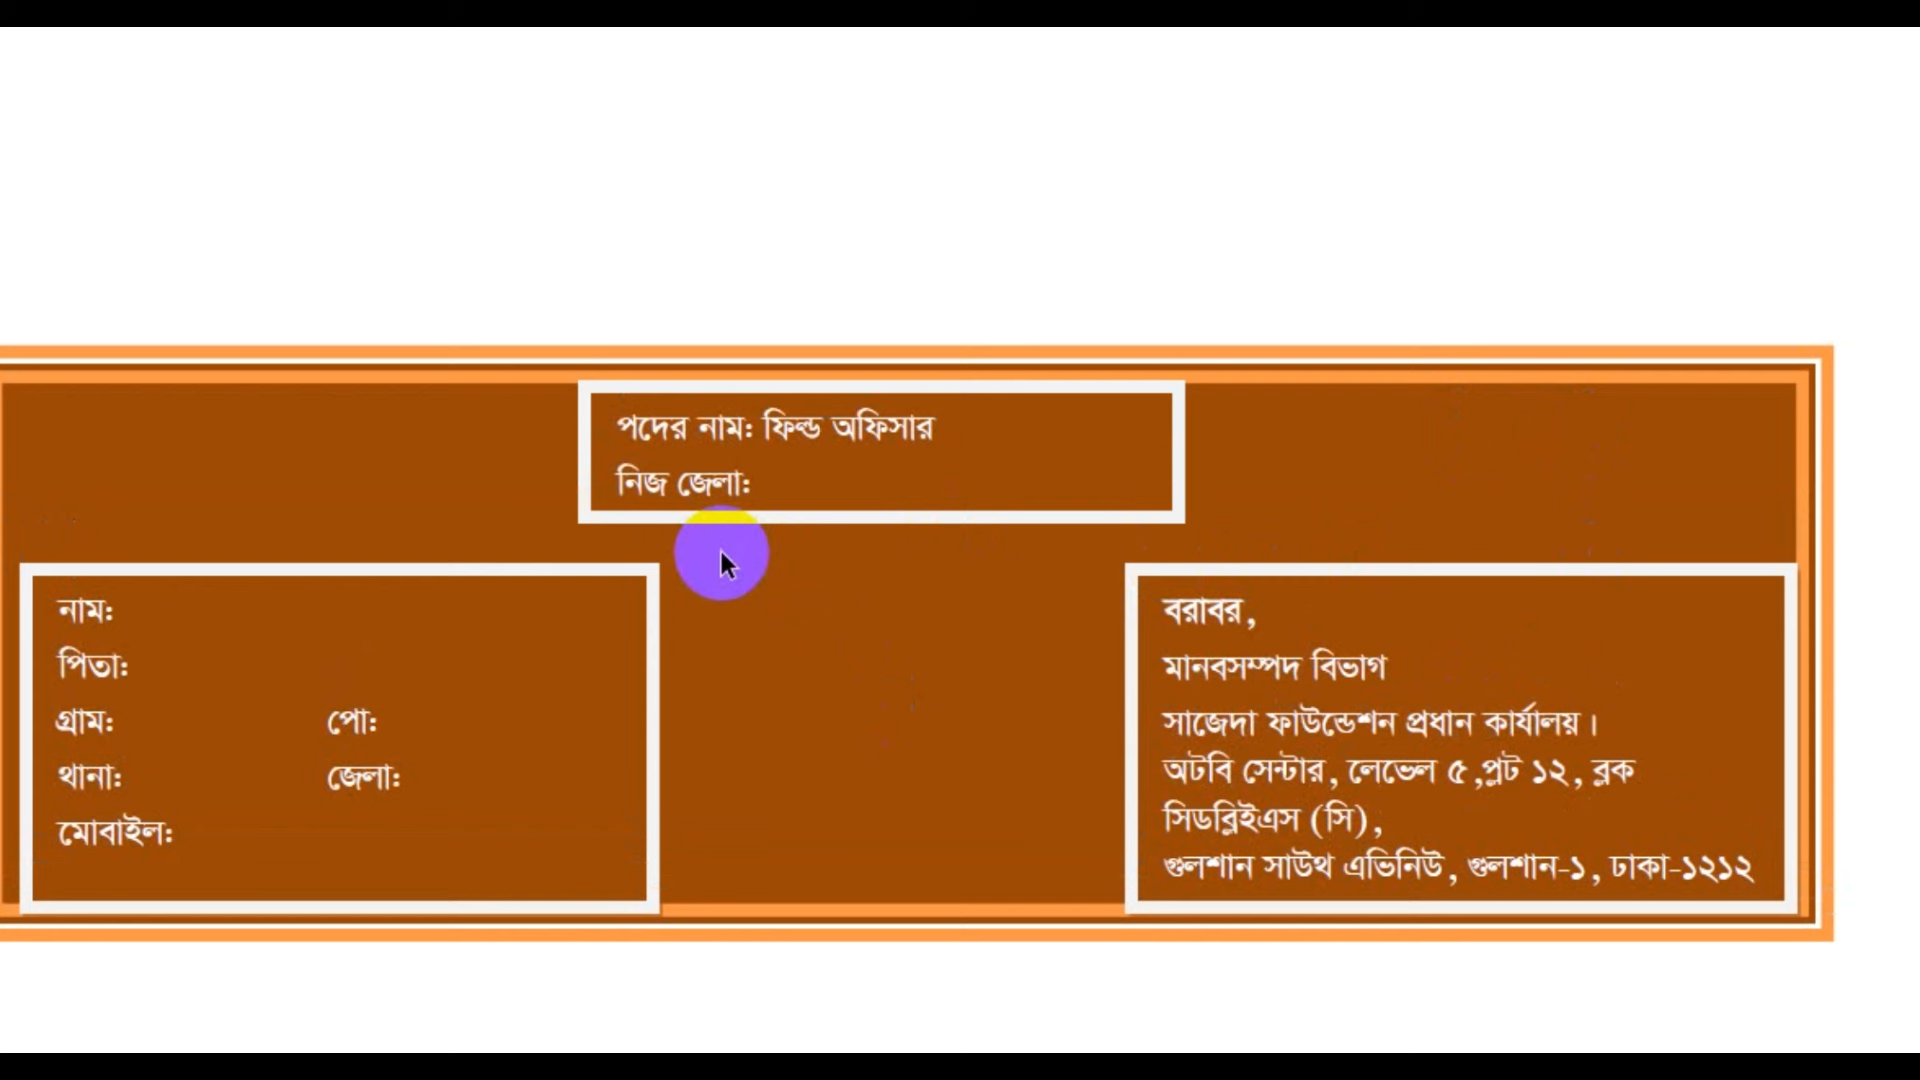 পদের নাম: ফিল্ড অফিসার
নিজ জেলা:
নাম:
পিতা:
গ্রাম: পো:
থানা: জেলা:
মোবাইল:
বরাবর,
মানবসম্পদ বিভাগ
সাজেদা ফাউন্ডেশন প্রধান কার্যালয়।
অটবি সেন্টার, লেভেল ৫,প্লট ১২, ব্লক
সিডব্লিইএস (সি),
গুলশান সাউথ এভিনিউ, গুলশান-১, ঢাকা-১২১২